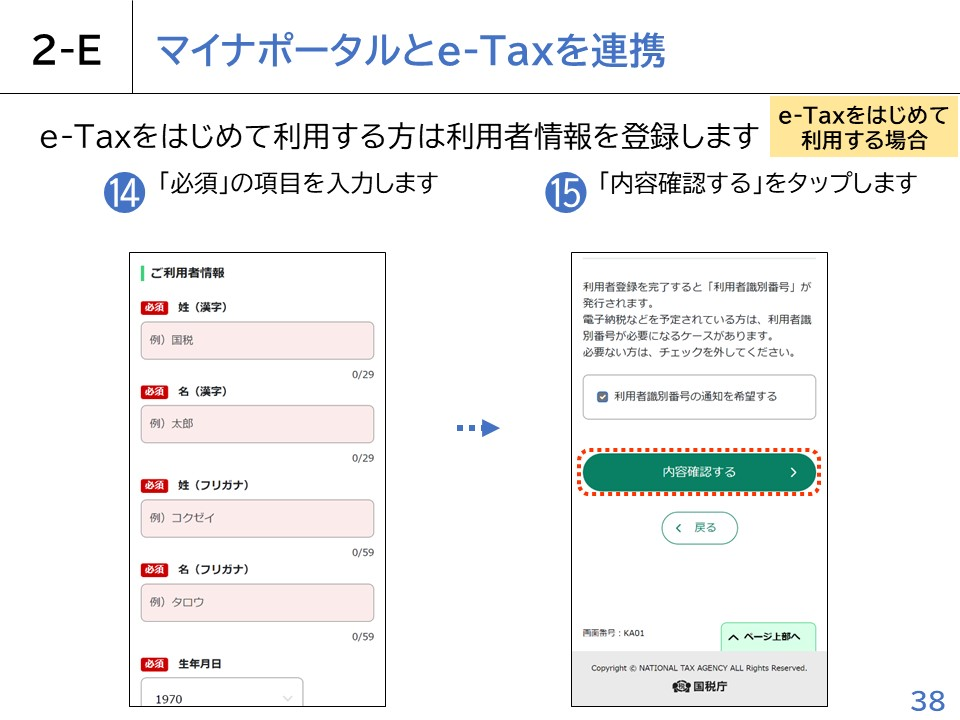 2-E
マイナポータルとe-Taxを連携
e-Taxをはじめて利用する方は利用者情報を登録します
e-Taxをはじめて
利用する場合
14 「必須」の項目を入力します
ご利用者情報
必須 姓（漢字）
例）国税
0/29
必須 名（漢字）
例）太郎
0/29
必須 姓（フリガナ）
例）コクゼイ
0/59
必須 名（フリガナ）
例）タロウ
0/59
必須 生年月日
1970
15 「内容確認する」をタップします
利用者登録を完了すると「利用者識別番号」が
発行されます。
電子納税などを予定されている方は、利用者識
別番号が必要になるケースがあります。
必要ない方は、チェックを外してください。
利用者識別番号の通知を希望する
内容確認する
戻る
画面番号：KA01
ページ上部へ
Copyright © NATIONAL TAX AGENCY ALL Rights Reserved.
国税庁
38